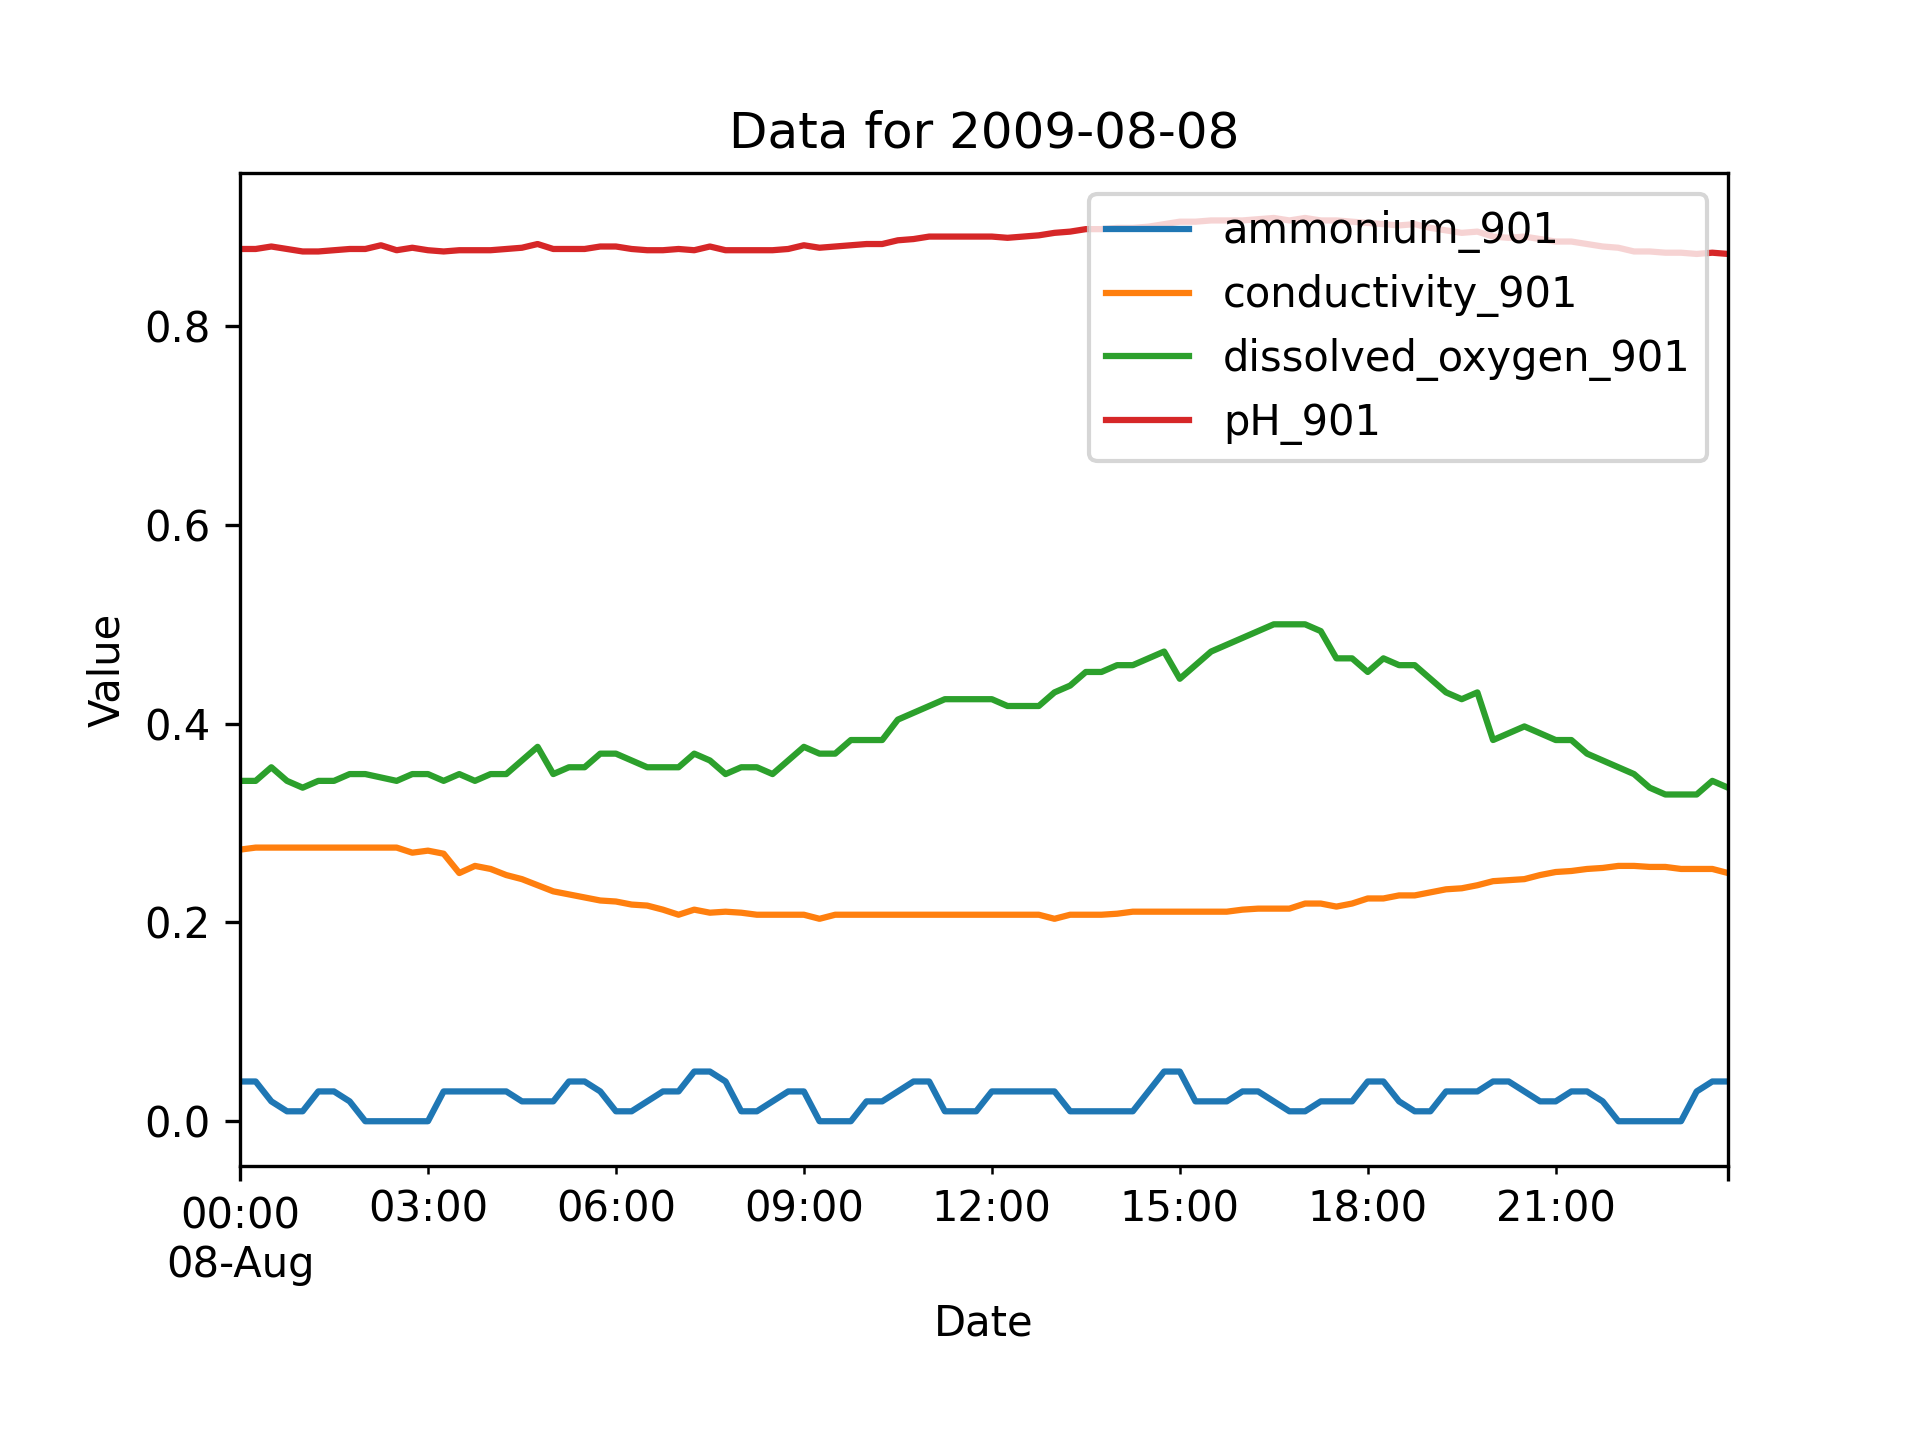 Data for 2009-08-08
ammonium_901
conductivity_901
dissolved_oxygen_901
pH_901
0.8
0.6
0.4
0.2
0.0
Value
00:00 03:00 06:00 09:00 12:00 15:00 18:00 21:00
08-Aug
Date